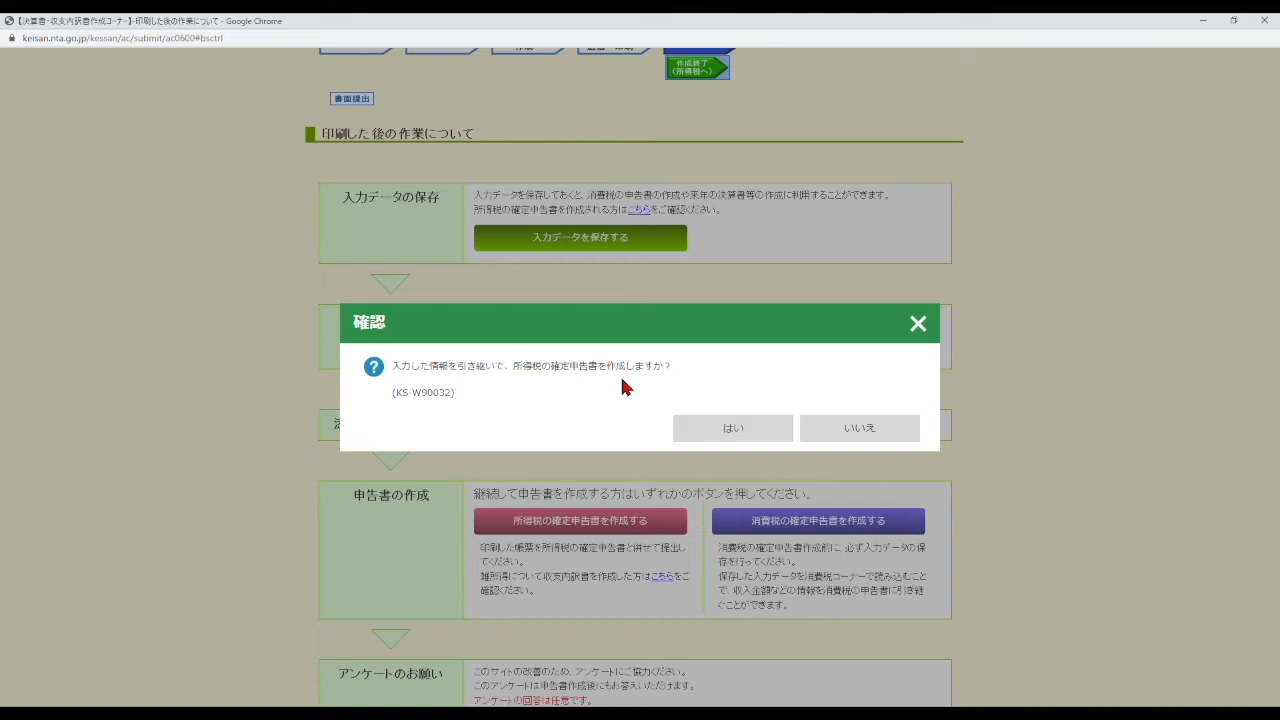 【決算書・収支内訳書作成コーナー】-印刷した後の作業について - Google Chrome
keisan.nta.go.jp/kessan/ac/submit/ac0600#bsctrl
作成終了
(所得税へ)
書面提出
印刷した後の作業について
入力データの保存
入力データを保存しておくと、消費税の申告書の作成や来年の決算書等の作成に利用することができます。
所得税の確定申告書を作成される方はこちらをご確認ください。
入力データを保存する
確認
入力した情報を引き継いで、所得税の確定申告書を作成しますか？
(KS-W90032)
はい
いいえ
申告書の作成
継続して申告書を作成する方はいずれかのボタンを押してください。
所得税の確定申告書を作成する
消費税の確定申告書を作成する
印刷した帳票を所得税の確定申告書と併せて提出し
てください。
雑所得について収支内訳書を作成した方はこちらをご
確認ください。
消費税の確定申告書作成前に、必ず入力データの保
存を行ってください。
保存した入力データを消費税コーナーで読み込むこと
で、収入金額などの情報を消費税の申告書に引き継
ぐことができます。
アンケートのお願い
このサイトの改善のため、アンケートにご協力ください。
このアンケートは申告書作成後にもお答えいただけます。
アンケートの回答は任意です。